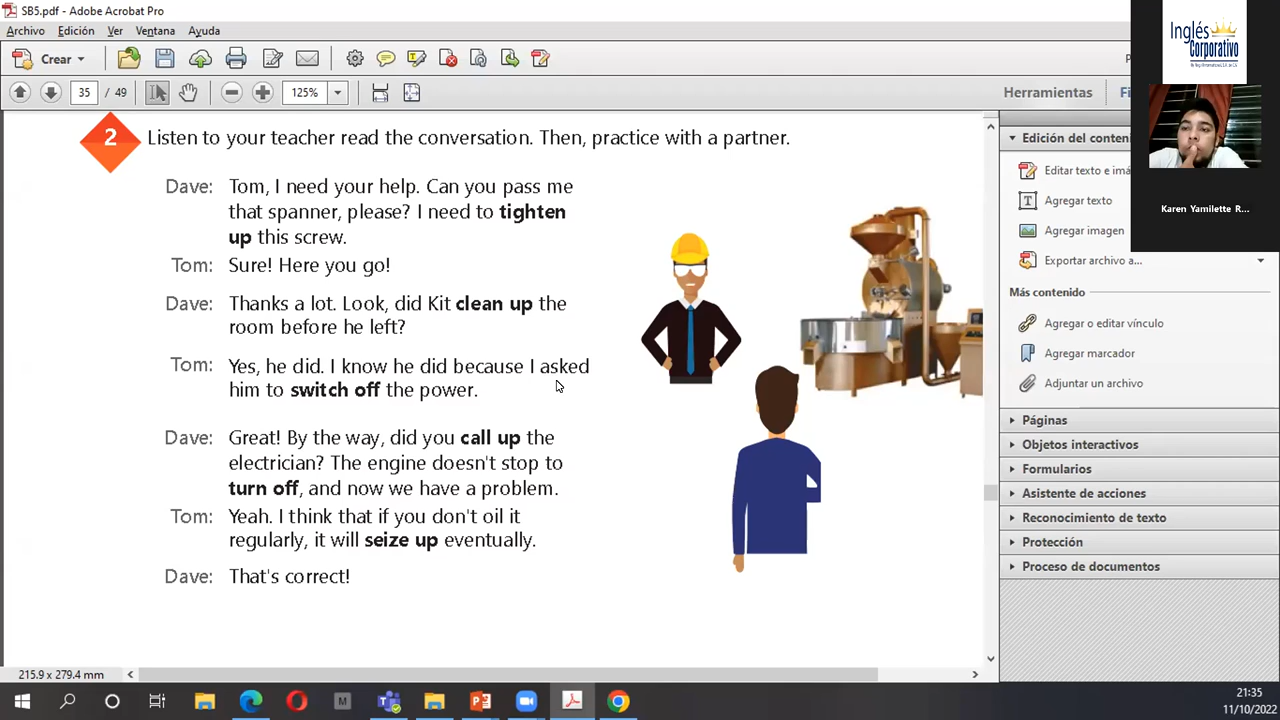 SB5.pdf - Adobe Acrobat Pro
Archivo Edición Ver Ventana Ayuda
Crear
35 / 49
125%
Herramientas
2
Listen to your teacher read the conversation. Then, practice with a partner.
Dave: Tom, I need your help. Can you pass me
that spanner, please? I need to tighten
up this screw.
Tom: Sure! Here you go!
Dave: Thanks a lot. Look, did Kit clean up the
room before he left?
Tom: Yes, he did. I know he did because I asked
him to switch off the power.
Dave: Great! By the way, did you call up the
electrician? The engine doesn't stop to
turn off, and now we have a problem.
Tom: Yeah. I think that if you don't oil it
regularly, it will seize up eventually.
Dave: That's correct!
Edición del conteni
Editar texto e imá
Agregar texto
Agregar imagen
Exportar archivo a...
Más contenido
Agregar o editar vínculo
Agregar marcador
Adjuntar un archivo
Páginas
Objetos interactivos
Formularios
Asistente de acciones
Reconocimiento de texto
Protección
Proceso de documentos
Inglés
Corporativo
Karen Yamilette R...
215.9 x 279.4 mm
21:35
11/10/2022